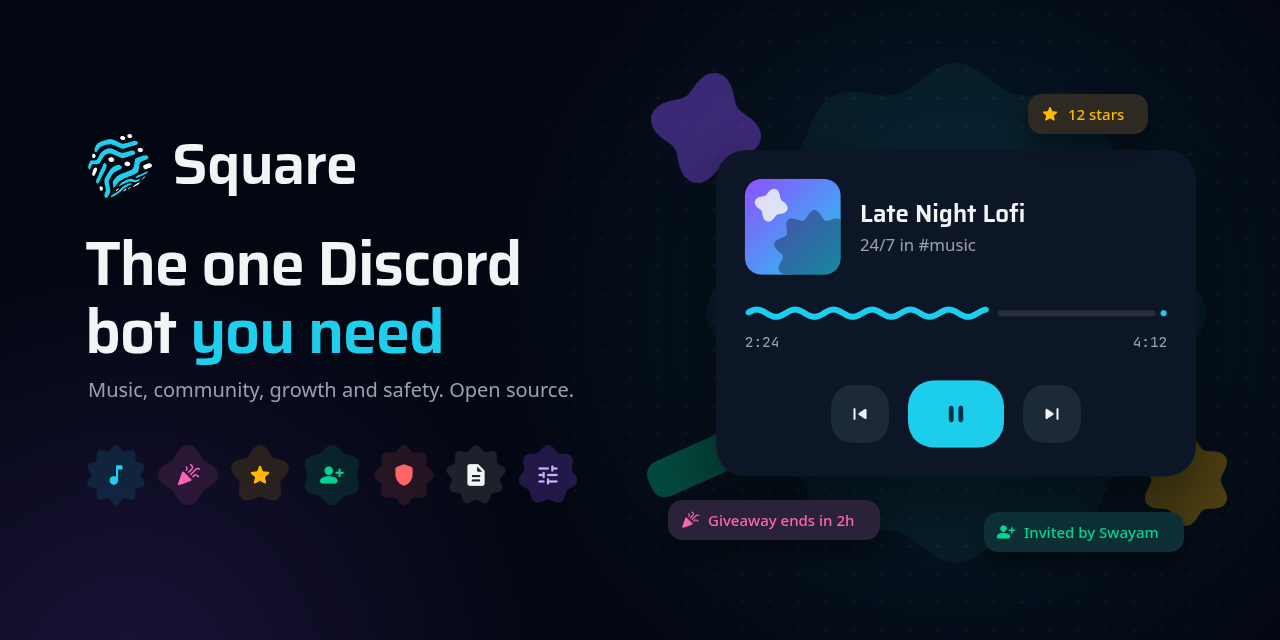 Square
The one Discord
bot you need
Music, community, growth and safety. Open source.
12 stars
Late Night Lofi
24/7 in #music
2:24
4:12
Giveaway ends in 2h
Invited by Swayam